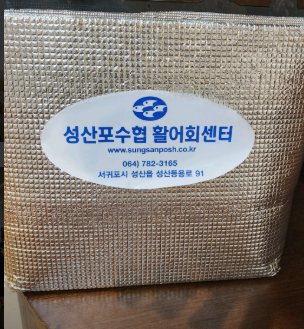 성산포수협 활어회센터
www.sungsanposh.co.kr
064) 782-3165
서귀포시 성산읍 성산등용로 91